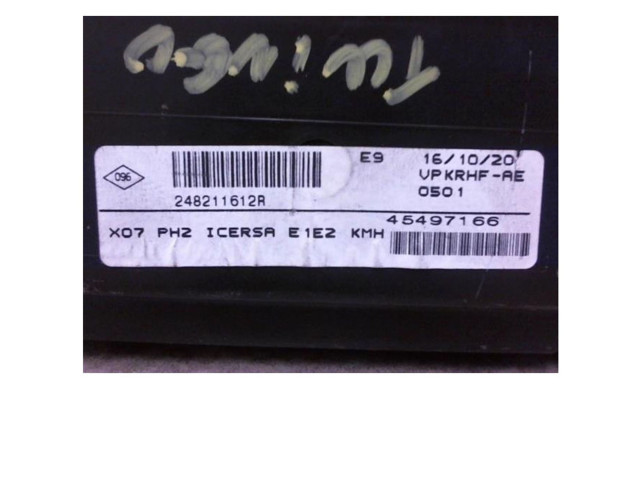 TWINGO
096
E9 16/10/20
VPKRHF-AE
248211612R 0501
45497166
X07 PH2 ICERSA E1E2 KMH